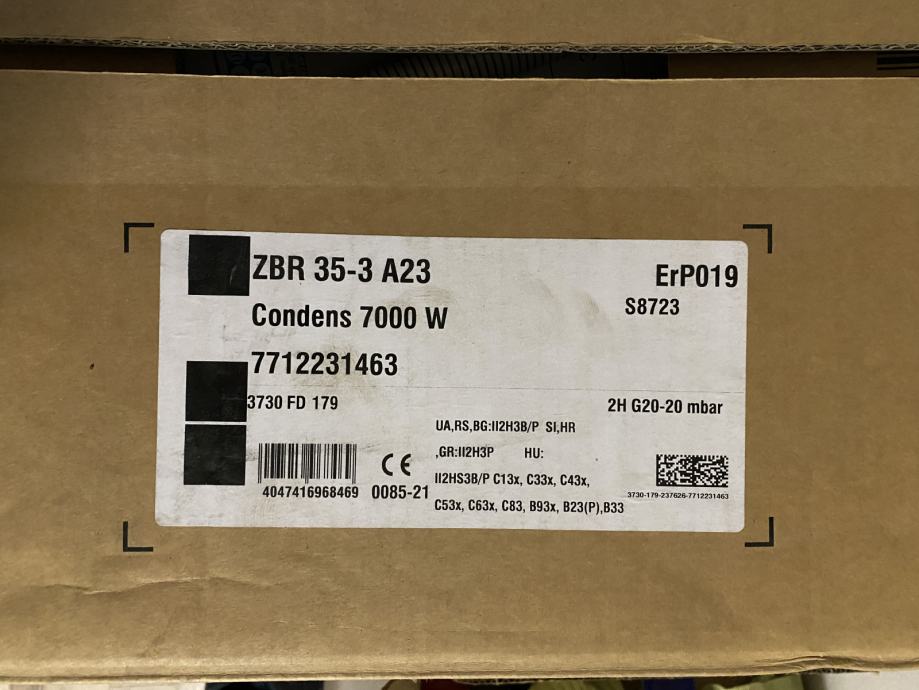 ZBR 35-3 A23
ErP019
Condens 7000 W
S8723
7712231463
3730 FD 179
2H G20-20 mbar
UA,RS,BG:II2H3B/P SI,HR
,GR:II2H3P HU:
II2HS3B/P C13x, C33x, C43x,
C53x, C63x, C83, B93x, B23(P),B33
4047416968469
CE
0085-21
3730-179-237626-7712231463